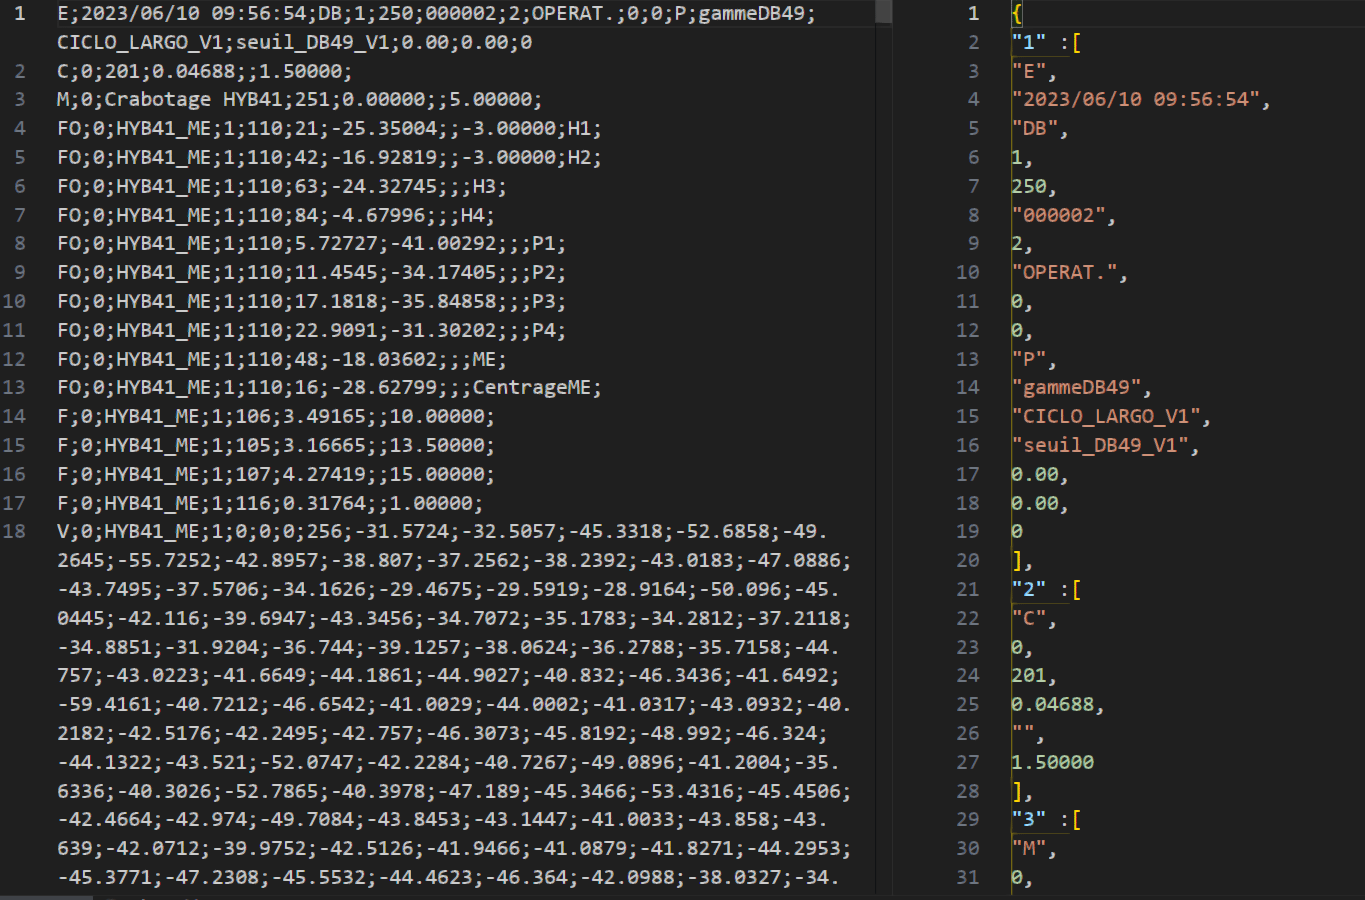 1 E;2023/06/10 09:56:54;DB;1;250;000002;2;OPERAT.;0;0;P;gammeDB49;
CICLO_LARGO_V1;seuil_DB49_V1;0.00;0.00;0
2 C;0;201;0.04688;;1.50000;
3 M;0;Crabotage HYB41;251;0.00000;;5.00000;
4 FO;0;HYB41_ME;1;110;21;-25.35004;;-3.00000;H1;
5 FO;0;HYB41_ME;1;110;42;-16.92819;;-3.00000;H2;
6 FO;0;HYB41_ME;1;110;63;-24.32745;;;H3;
7 FO;0;HYB41_ME;1;110;84;-4.67996;;;H4;
8 FO;0;HYB41_ME;1;110;5.72727;-41.00292;;;P1;
9 FO;0;HYB41_ME;1;110;11.4545;-34.17405;;;P2;
10 FO;0;HYB41_ME;1;110;17.1818;-35.84858;;;P3;
11 FO;0;HYB41_ME;1;110;22.9091;-31.30202;;;P4;
12 FO;0;HYB41_ME;1;110;48;-18.03602;;;ME;
13 FO;0;HYB41_ME;1;110;16;-28.62799;;;CentrageME;
14 F;0;HYB41_ME;1;106;3.49165;;10.00000;
15 F;0;HYB41_ME;1;105;3.16665;;13.50000;
16 F;0;HYB41_ME;1;107;4.27419;;15.00000;
17 F;0;HYB41_ME;1;116;0.31764;;1.00000;
18 V;0;HYB41_ME;1;0;0;0;256;-31.5724;-32.5057;-45.3318;-52.6858;-49.
2645;-55.7252;-42.8957;-38.807;-37.2562;-38.2392;-43.0183;-47.0886;
-43.7495;-37.5706;-34.1626;-29.4675;-29.5919;-28.9164;-50.096;-45.
0445;-42.116;-39.6947;-43.3456;-34.7072;-35.1783;-34.2812;-37.2118;
-34.8851;-31.9204;-36.744;-39.1257;-38.0624;-36.2788;-35.7158;-44.
757;-43.0223;-41.6649;-44.1861;-44.9027;-40.832;-46.3436;-41.6492;
-59.4161;-40.7212;-46.6542;-41.0029;-44.0002;-41.0317;-43.0932;-40.
2182;-42.5176;-42.2495;-42.757;-46.3073;-45.8192;-48.992;-46.324;
-44.1322;-43.521;-52.0747;-42.2284;-40.7267;-49.0896;-41.2004;-35.
6336;-40.3026;-52.7865;-40.3978;-47.189;-45.3466;-53.4316;-45.4506;
-42.4664;-42.974;-49.7084;-43.8453;-43.1447;-41.0033;-43.858;-43.
639;-42.0712;-39.9752;-42.5126;-41.9466;-41.0879;-41.8271;-44.2953;
-45.3771;-47.2308;-45.5532;-44.4623;-46.364;-42.0988;-38.0327;-34.
1 {
2 "1" :[
3 "E",
4 "2023/06/10 09:56:54",
5 "DB",
6 1,
7 250,
8 "000002",
9 2,
10 "OPERAT.",
11 0,
12 0,
13 "P",
14 "gammeDB49",
15 "CICLO_LARGO_V1",
16 "seuil_DB49_V1",
17 0.00,
18 0.00,
19 0
20 ],
21 "2" :[
22 "C",
23 0,
24 201,
25 0.04688,
26 "",
27 1.50000
28 ],
29 "3" :[
30 "M",
31 0,